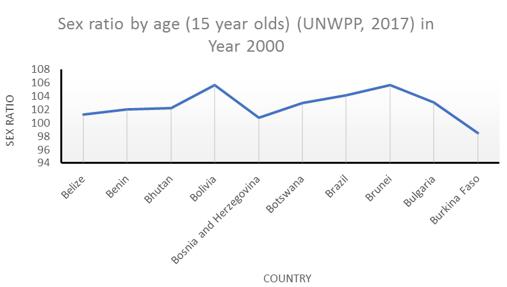 Sex ratio by age (15 year olds) (UNWPP, 2017) in
Year 2000
SEX RATIO
108
106
104
102
100
98
96
94
Belize
Benin
Bhutan
Bolivia
Bosnia and Herzegovina
Botswana
Brazil
Brunei
Bulgaria
Burkina Faso
COUNTRY